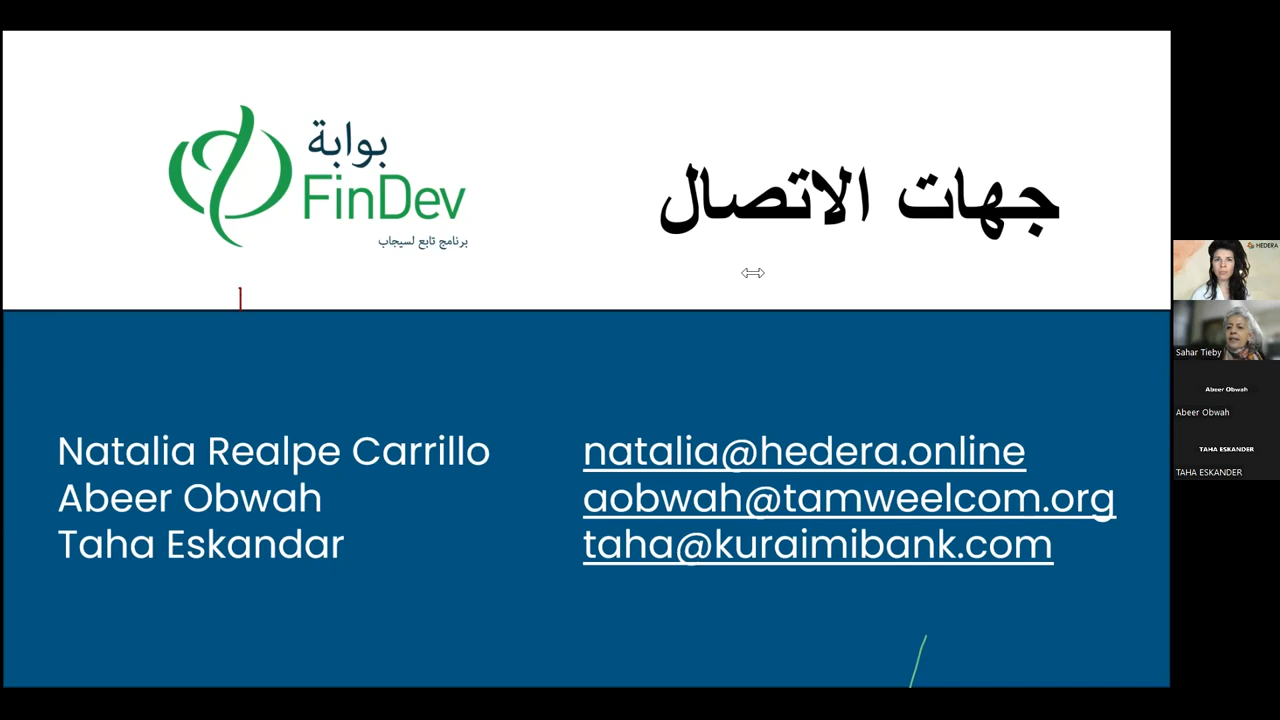 بوابة
FinDev
برنامج تابع لسيجاب
جهات الاتصال
Natalia Realpe Carrillo
natalia@hedera.online
Abeer Obwah
aobwah@tamweelcom.org
Taha Eskandar
taha@kuraimibank.com
HEDERA
Sahar Tieby
Abeer Obwah
Abeer Obwah
TAHA ESKANDER
TAHA ESKANDER